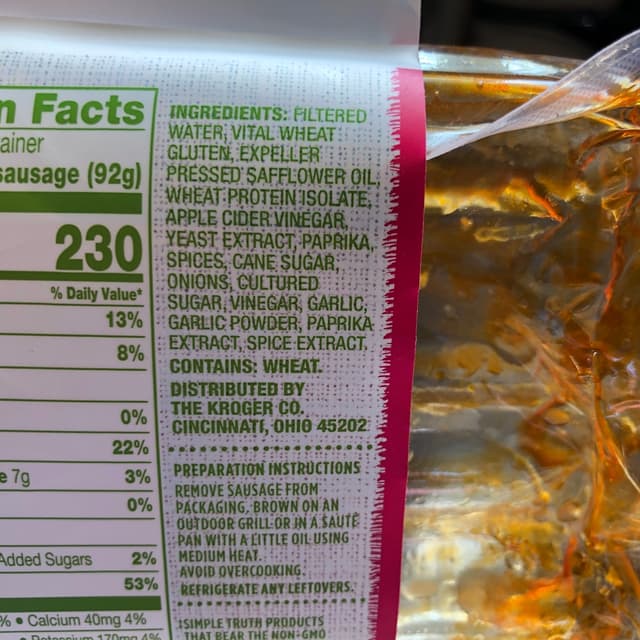 n Facts
ainer
sausage (92g)
230
% Daily Value*
13%
8%
0%
22%
e 7g 3%
0%
Added Sugars 2%
53%
% • Calcium 40mg 4%
• Potassium 170mg 4%
INGREDIENTS: FILTERED
WATER, VITAL WHEAT
GLUTEN, EXPELLER
PRESSED SAFFLOWER OIL,
WHEAT PROTEIN ISOLATE,
APPLE CIDER VINEGAR,
YEAST EXTRACT, PAPRIKA,
SPICES, CANE SUGAR,
ONIONS, CULTURED
SUGAR, VINEGAR, GARLIC,
GARLIC POWDER, PAPRIKA
EXTRACT, SPICE EXTRACT.
CONTAINS: WHEAT.
DISTRIBUTED BY
THE KROGER CO.
CINCINNATI, OHIO 45202
PREPARATION INSTRUCTIONS
REMOVE SAUSAGE FROM
PACKAGING, BROWN ON AN
OUTDOOR GRILL OR IN A SAUTÉ
PAN WITH A LITTLE OIL USING
MEDIUM HEAT.
AVOID OVERCOOKING.
REFRIGERATE ANY LEFTOVERS.
‡SIMPLE TRUTH PRODUCTS
THAT BEAR THE NON-GMO